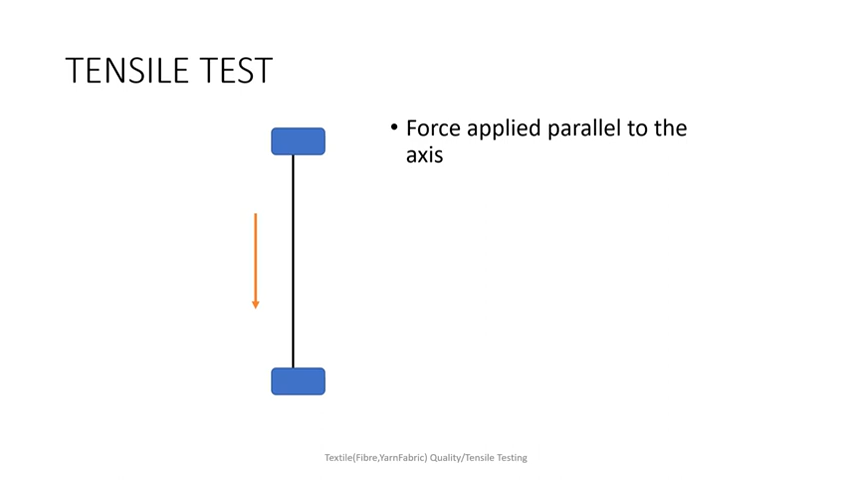 TENSILE TEST
• Force applied parallel to the
axis
Textile(Fibre,YarnFabric) Quality/Tensile Testing